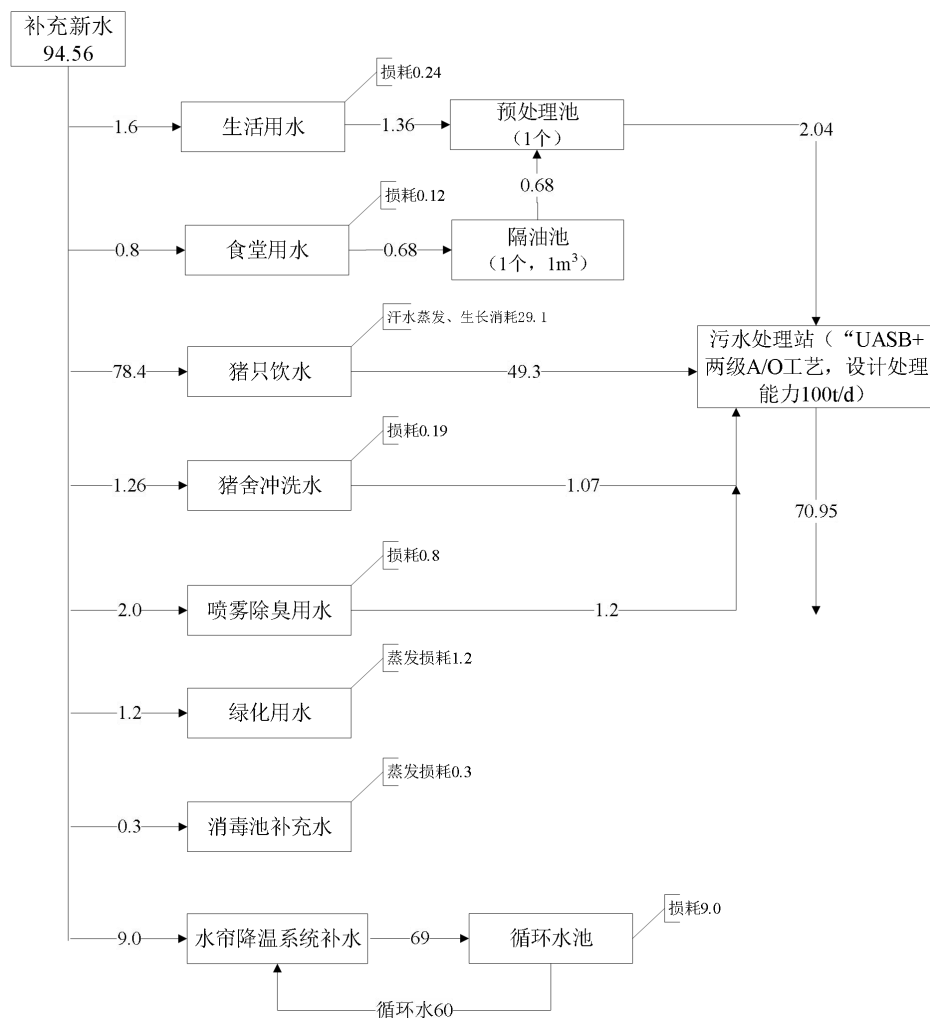 补充新水
94.56
损耗0.24
1.6
生活用水
1.36
预处理池
（1个）
2.04
0.68
损耗0.12
0.8
食堂用水
0.68
隔油池
（1个，1m³）
汗水蒸发、生长消耗29.1
78.4
猪只饮水
49.3
污水处理站（“UASB+
两级A/O工艺，设计处理
能力100t/d）
损耗0.19
1.26
猪舍冲洗水
1.07
70.95
损耗0.8
2.0
喷雾除臭用水
1.2
蒸发损耗1.2
1.2
绿化用水
蒸发损耗0.3
0.3
消毒池补充水
损耗9.0
9.0
水帘降温系统补水
69
循环水池
循环水60